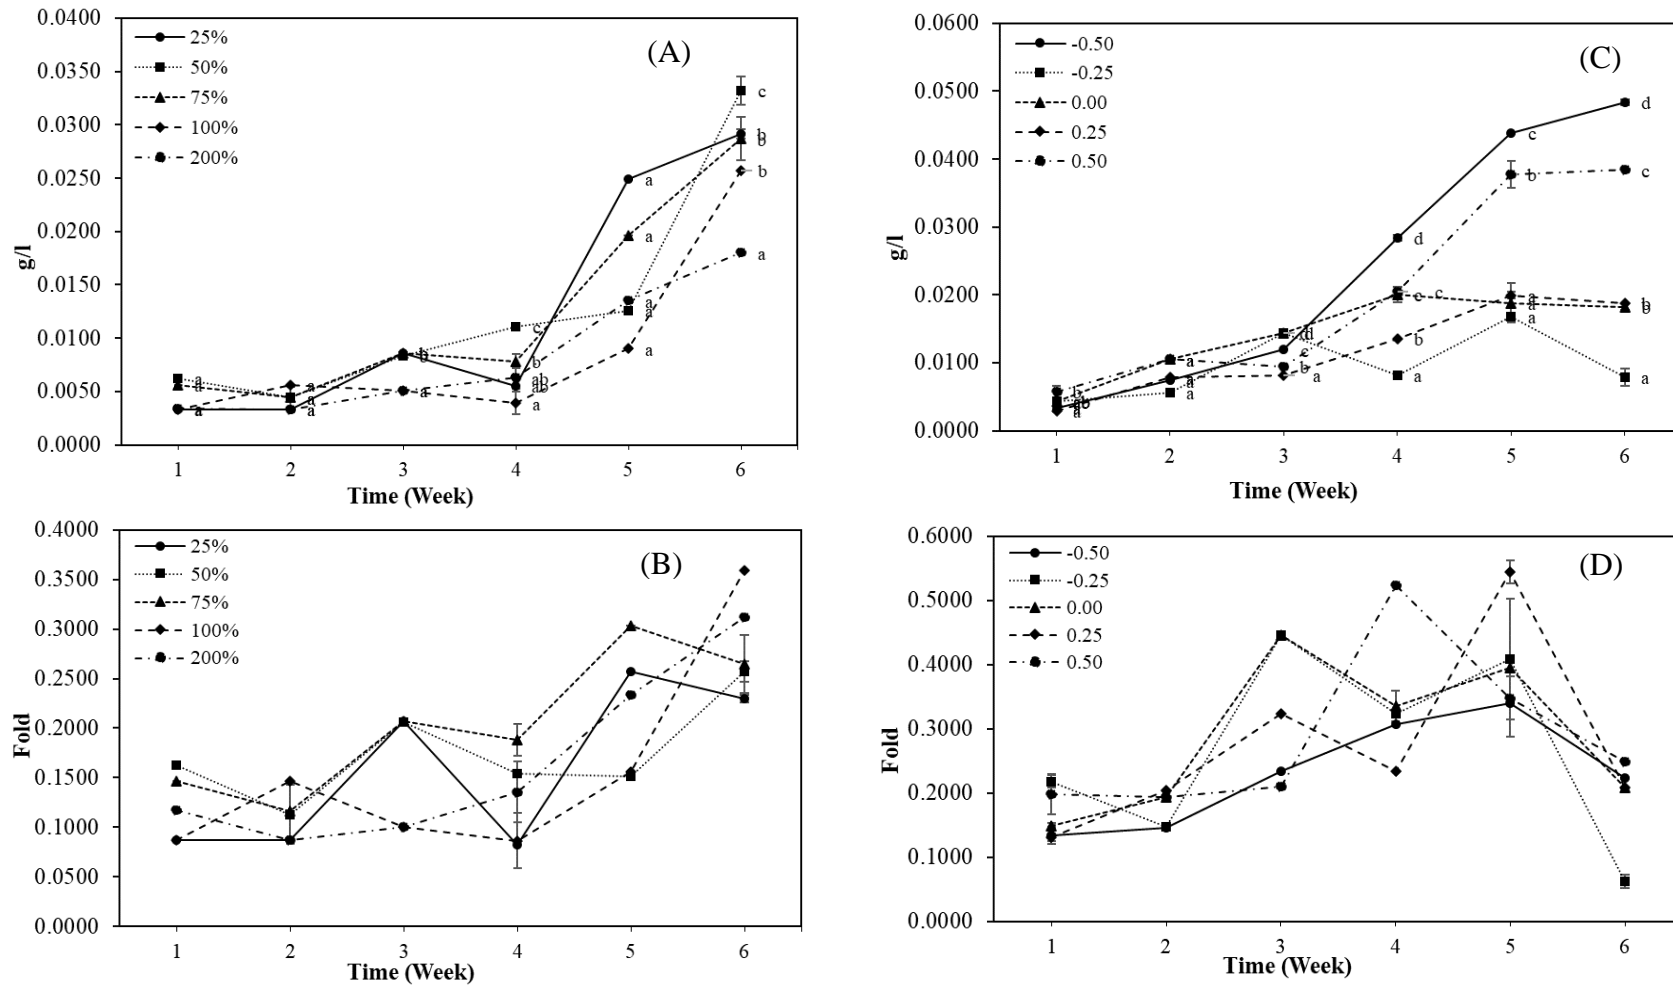 (A)
25%
50%
75%
100%
200%
0.0400
0.0350
0.0300
0.0250
0.0200
0.0150
0.0100
0.0050
0.0000
g/l
a
a
a
a
a
a
a
a
b
b
a
c
b
ab
ab
a
a
a
a
a
a
c
b
b
b
a
1 2 3 4 5 6
Time (Week)
(C)
-0.50
-0.25
0.00
0.25
0.50
0.0600
0.0500
0.0400
0.0300
0.0200
0.0100
0.0000
g/l
b
ab
a
a
a
a
a
a
d
c
b
a
d
c
c
b
a
c
b
a
a
a
d
c
b
b
a
1 2 3 4 5 6
Time (Week)
(B)
25%
50%
75%
100%
200%
0.4000
0.3500
0.3000
0.2500
0.2000
0.1500
0.1000
0.0500
0.0000
Fold
1 2 3 4 5 6
Time (Week)
(D)
-0.50
-0.25
0.00
0.25
0.50
0.6000
0.5000
0.4000
0.3000
0.2000
0.1000
0.0000
Fold
1 2 3 4 5 6
Time (Week)